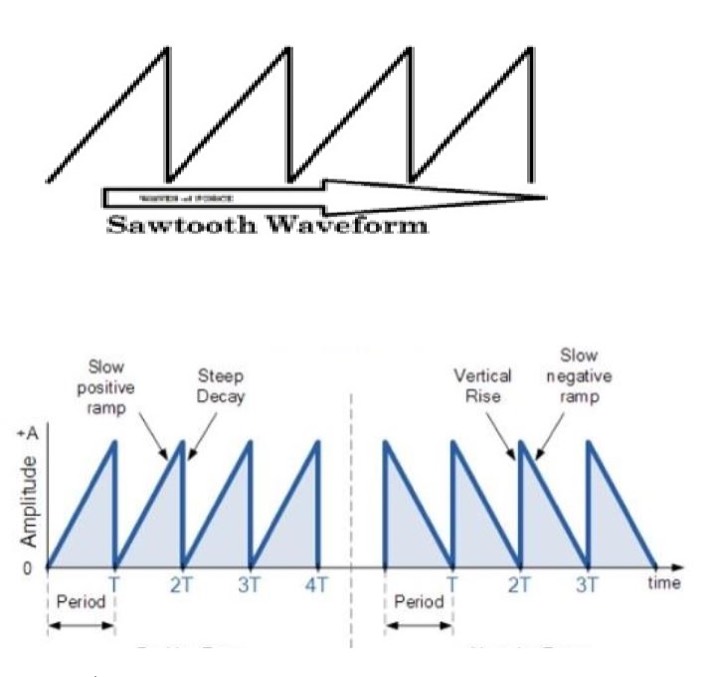 Sawtooth Waveform
Slow
positive
ramp
Steep
Decay
Vertical
Rise
Slow
negative
ramp
+A
Amplitude
0
T 2T 3T 4T T 2T 3T time
Period Period